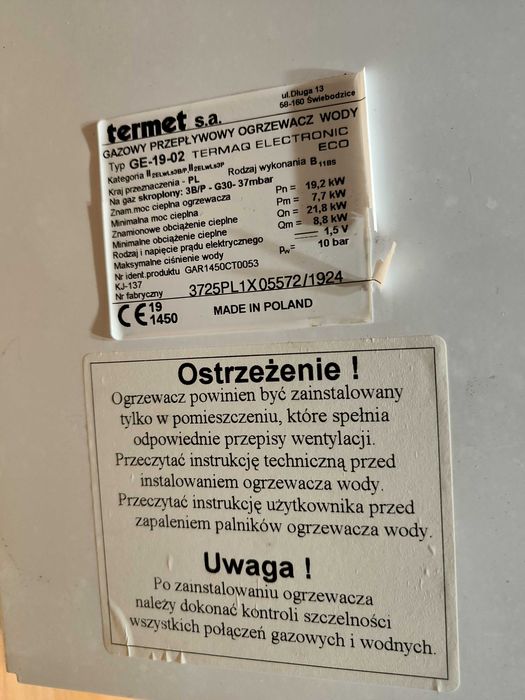 termet s.a.
ul.Długa 13
58-160 Świebodzice
GAZOWY PRZEPŁYWOWY OGRZEWACZ WODY
Typ GE-19-02 TERMAQ ELECTRONIC
ECO
Kategoria II2ELwLs3B/P, II2ELwLs3P
Rodzaj wykonania B11BS
Kraj przeznaczenia - PL
Na gaz skroplony: 3B/P - G30- 37mbar
Znam.moc cieplna ogrzewacza Pn = 19,2 kW
Minimalna moc cieplna Pm = 7,7 kW
Znamionowe obciążenie cieplne Qn = 21,8 kW
Minimalne obciążenie cieplne Qm = 8,8 kW
Rodzaj i napięcie prądu elektrycznego 1,5 V
Maksymalne ciśnienie wody pw= 10 bar
Nr ident.produktu GAR1450CT0053
KJ-137
Nr fabryczny 3725PL1X05572/1924
CE 19
1450
MADE IN POLAND
Ostrzeżenie !
Ogrzewacz powinien być zainstalowany
tylko w pomieszczeniu, które spełnia
odpowiednie przepisy wentylacji.
Przeczytać instrukcję techniczną przed
instalowaniem ogrzewacza wody.
Przeczytać instrukcję użytkownika przed
zapaleniem palników ogrzewacza wody.
Uwaga !
Po zainstalowaniu ogrzewacza
należy dokonać kontroli szczelności
wszystkich połączeń gazowych i wodnych.